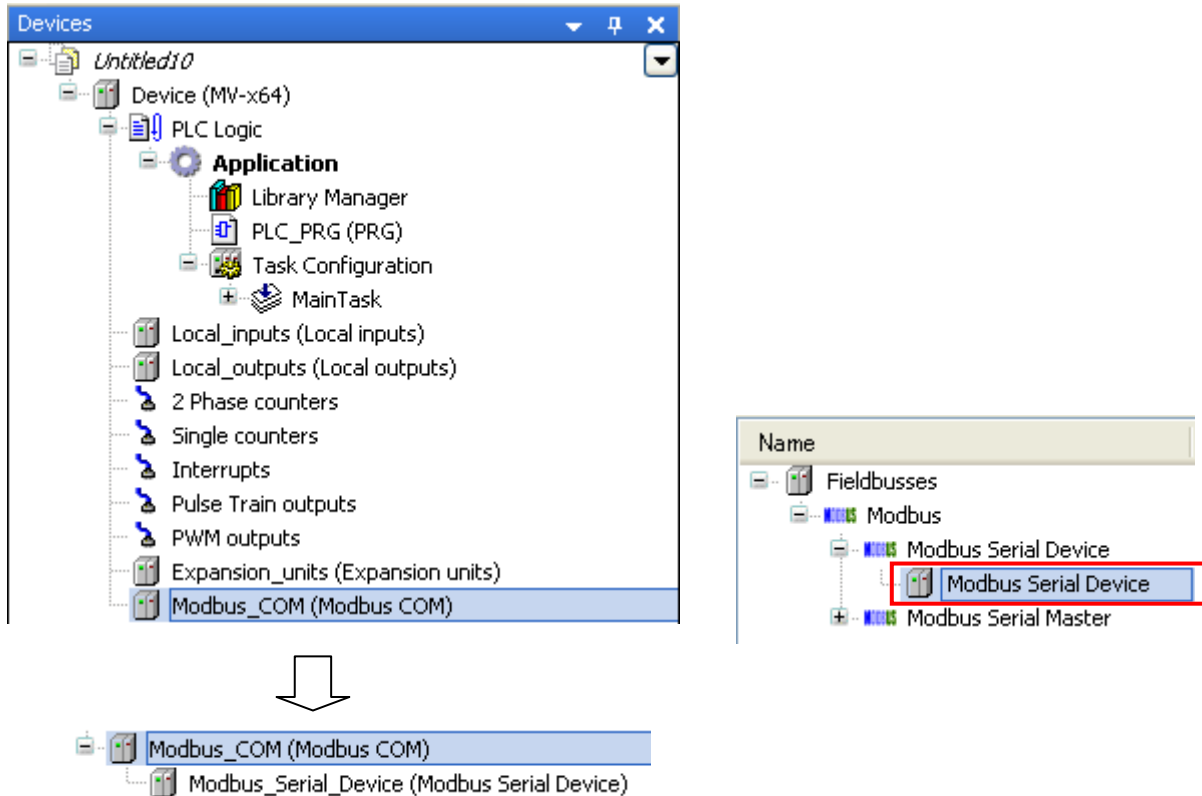 Devices
Untitled10
Device (MV-x64)
PLC Logic
Application
Library Manager
PLC_PRG (PRG)
Task Configuration
MainTask
Local_inputs (Local inputs)
Local_outputs (Local outputs)
2 Phase counters
Single counters
Interrupts
Pulse Train outputs
PWM outputs
Expansion_units (Expansion units)
Modbus_COM (Modbus COM)
Name
Fieldbusses
Modbus
Modbus Serial Device
Modbus Serial Device
Modbus Serial Master
Modbus_COM (Modbus COM)
Modbus_Serial_Device (Modbus Serial Device)